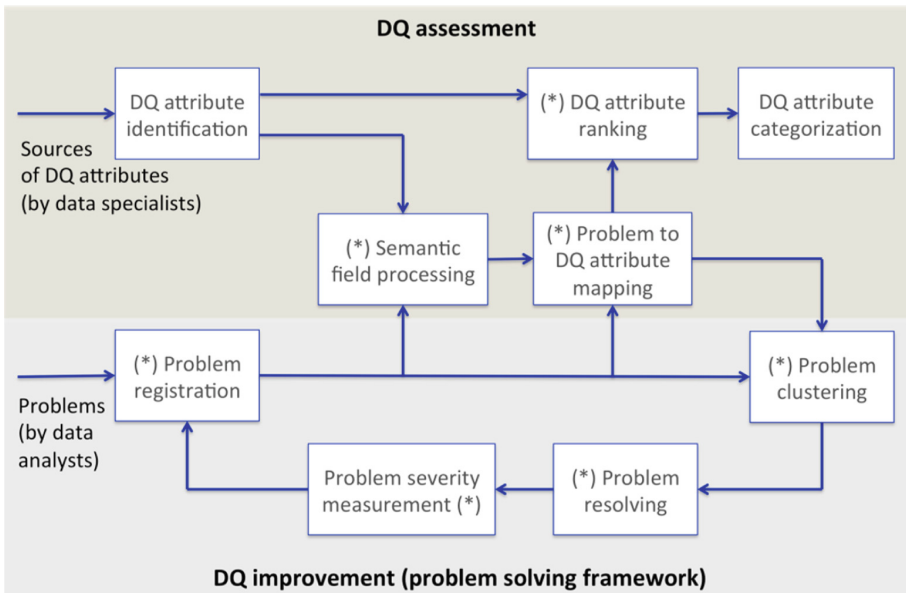 DQ assessment
DQ attribute
identification
(*) DQ attribute
ranking
DQ attribute
categorization
Sources
of DQ attributes
(by data specialists)
(*) Semantic
field processing
(*) Problem to
DQ attribute
mapping
(*) Problem
registration
(*) Problem
clustering
Problems
(by data
analysts)
Problem severity
measurement (*)
(*) Problem
resolving
DQ improvement (problem solving framework)